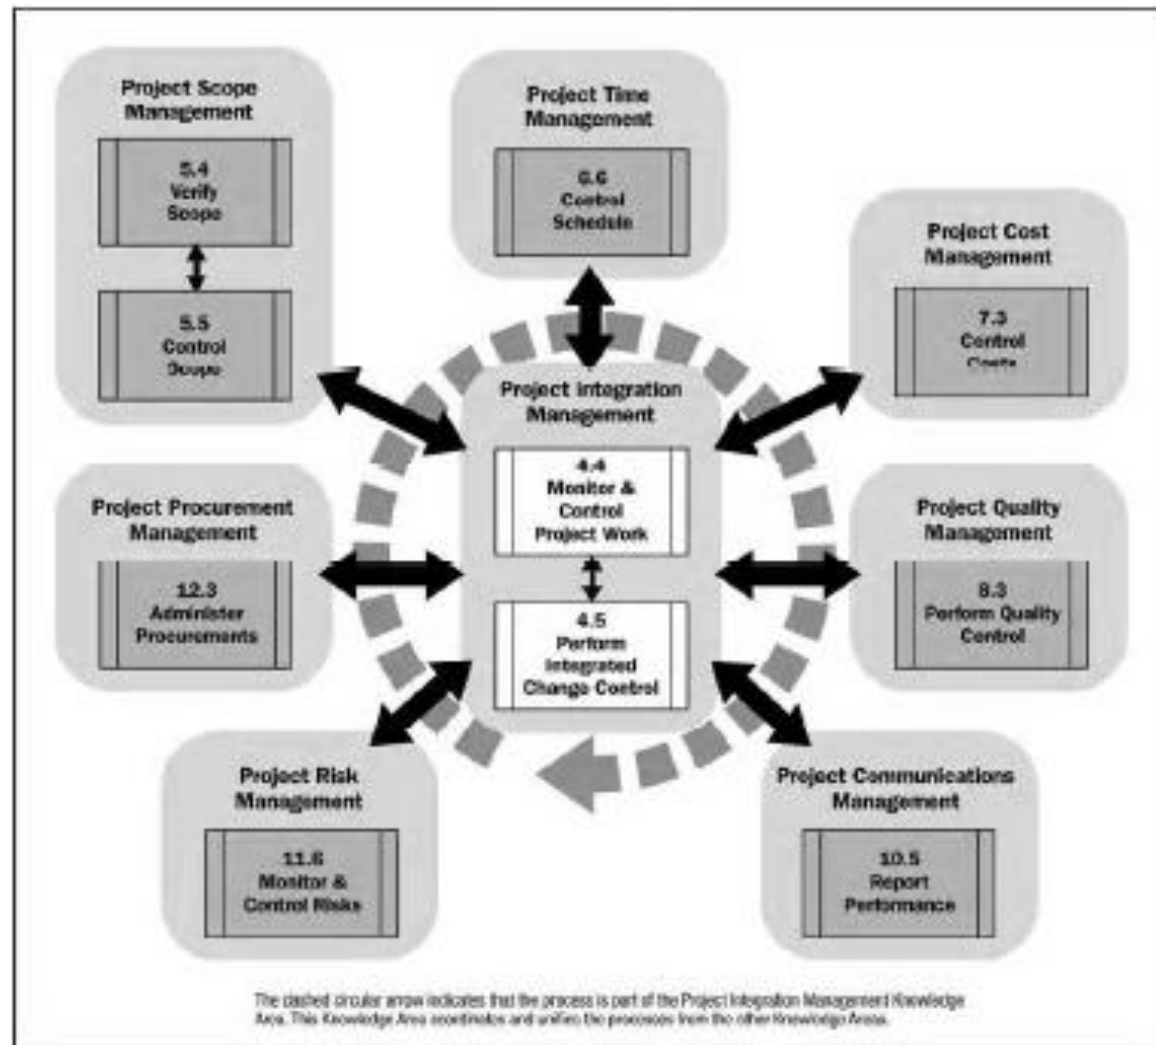 Project Scope
Management
5.4
Verify
Scope
5.5
Control
Scope
Project Time
Management
6.6
Control
Schedule
Project Cost
Management
7.3
Control
Costs
Project Integration
Management
4.4
Monitor &
Control
Project Work
4.5
Perform
Integrated
Change Control
Project Procurement
Management
12.3
Administer
Procurements
Project Quality
Management
8.3
Perform Quality
Control
Project Risk
Management
11.6
Monitor &
Control Risks
Project Communications
Management
10.5
Report
Performance
The dashed circular arrow indicates that the process is part of the Project Integration Management Knowledge
Area. This Knowledge Area coordinates and unifies the processes from the other Knowledge Areas.